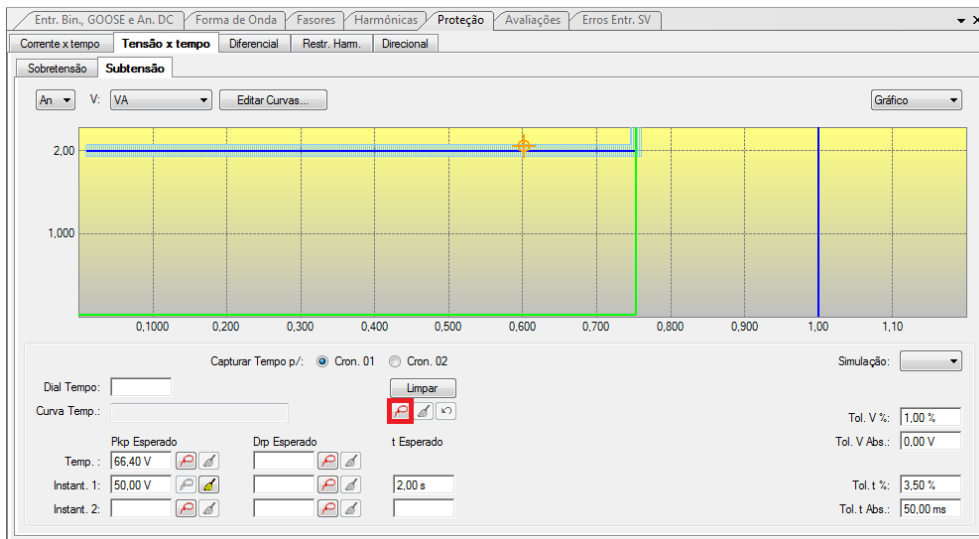 Entr. Bin., GOOSE e An. DC Forma de Onda Fasores Harmônicas Proteção Avaliações Erros Entr. SV
Corrente x tempo Tensão x tempo Diferencial Restr. Harm. Direcional
Sobretensão Subtensão
An V: VA Editar Curvas... Gráfico
2,00
1,000
0,1000 0,200 0,300 0,400 0,500 0,600 0,700 0,800 0,900 1,00 1,10
Capturar Tempo p/: Cron. 01 Cron. 02 Simulação:
Dial Tempo: Limpar
Curva Temp.: Tol. V %: 1,00 %
Pkp Esperado Drp Esperado t Esperado Tol. V Abs.: 0,00 V
Temp. : 66,40 V
Instant. 1: 50,00 V 2,00 s Tol. t %: 3,50 %
Instant. 2: Tol. t Abs.: 50,00 ms